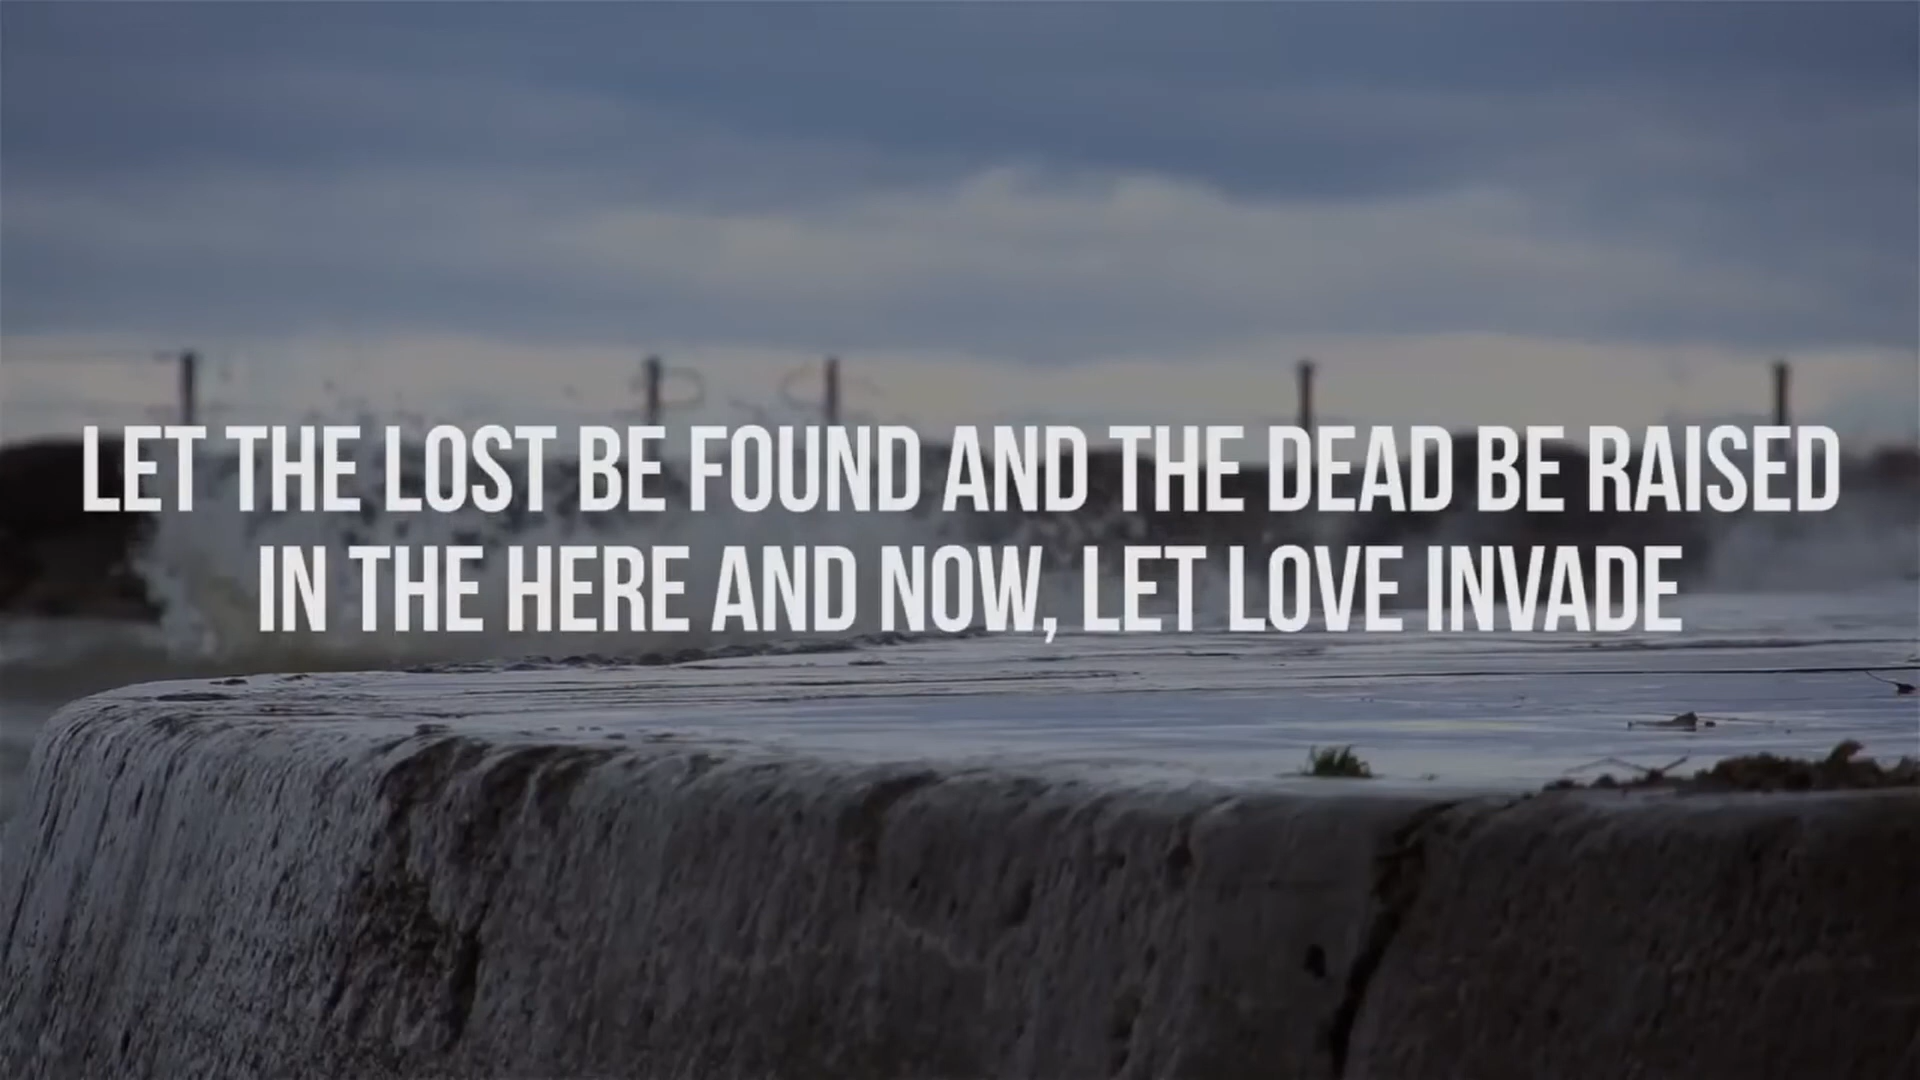 LET THE LOST BE FOUND AND THE DEAD BE RAISED
IN THE HERE AND NOW, LET LOVE INVADE